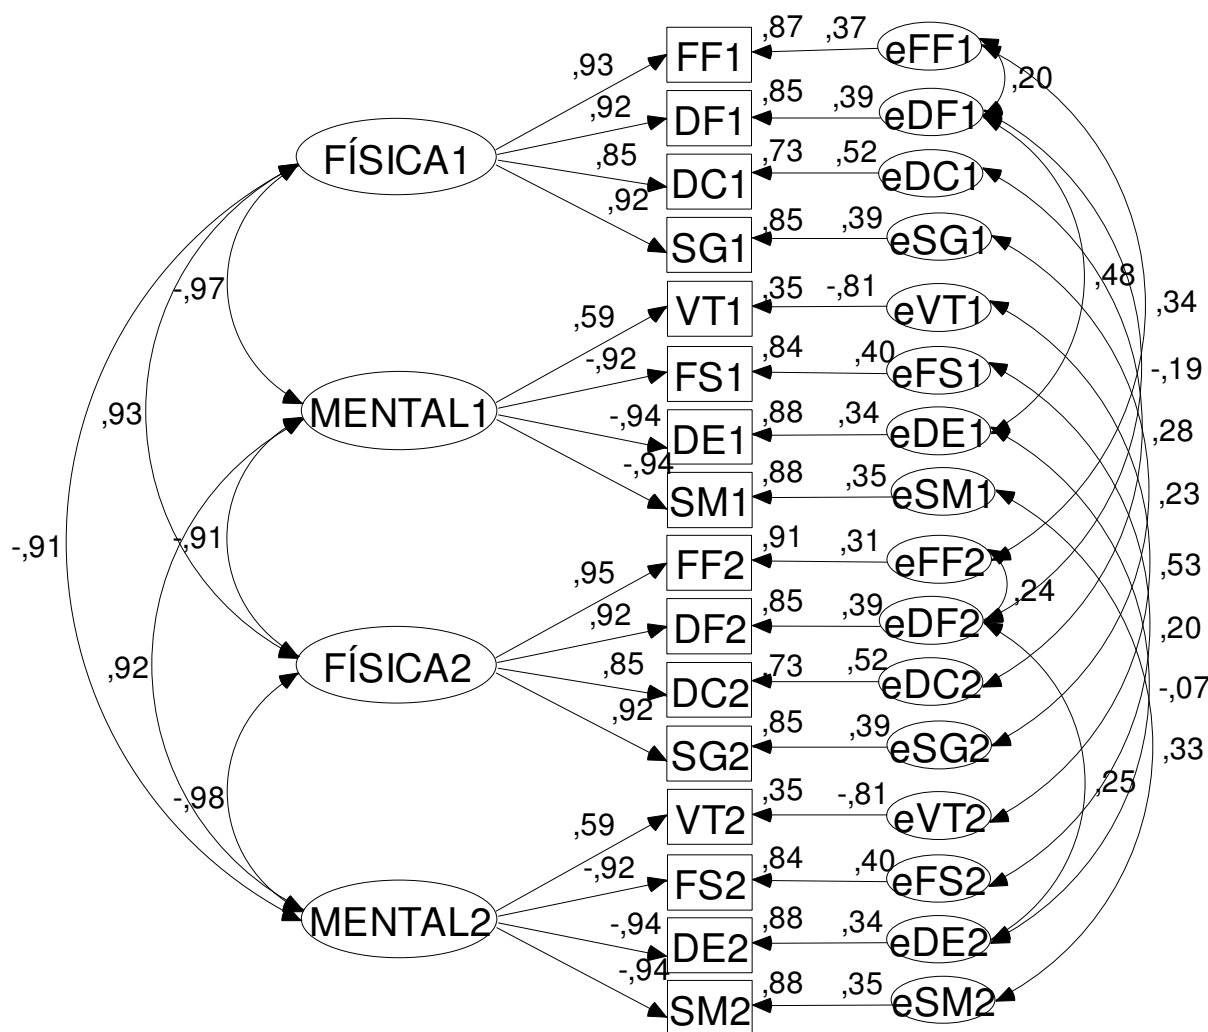 ,87 ,37 eFF1
FF1
,93
,20
,92
,85 ,39 eDF1
DF1
FÍSICA1
,85
,73 ,52 eDC1
DC1
,92
,85 ,39 eSG1
SG1
,48
-,97
,35 -,81 eVT1
VT1
,34
,59
-,92
,84 ,40 eFS1
FS1
-,19
MENTAL1
,93
-,94
,88 ,34 eDE1
DE1
,28
-,94
,88 ,35 eSM1
SM1
,23
-,91
-,91
,91 ,31 eFF2
FF2
,53
,95
,24
,92
,85 ,39 eDF2
DF2
,20
FÍSICA2
,92
,85
,73 ,52 eDC2
DC2
-,07
,92
,85 ,39 eSG2
SG2
,33
-,98
,25
,35 -,81 eVT2
VT2
,59
-,92
,84 ,40 eFS2
FS2
MENTAL2
-,94
,88 ,34 eDE2
DE2
-,94
,88 ,35 eSM2
SM2